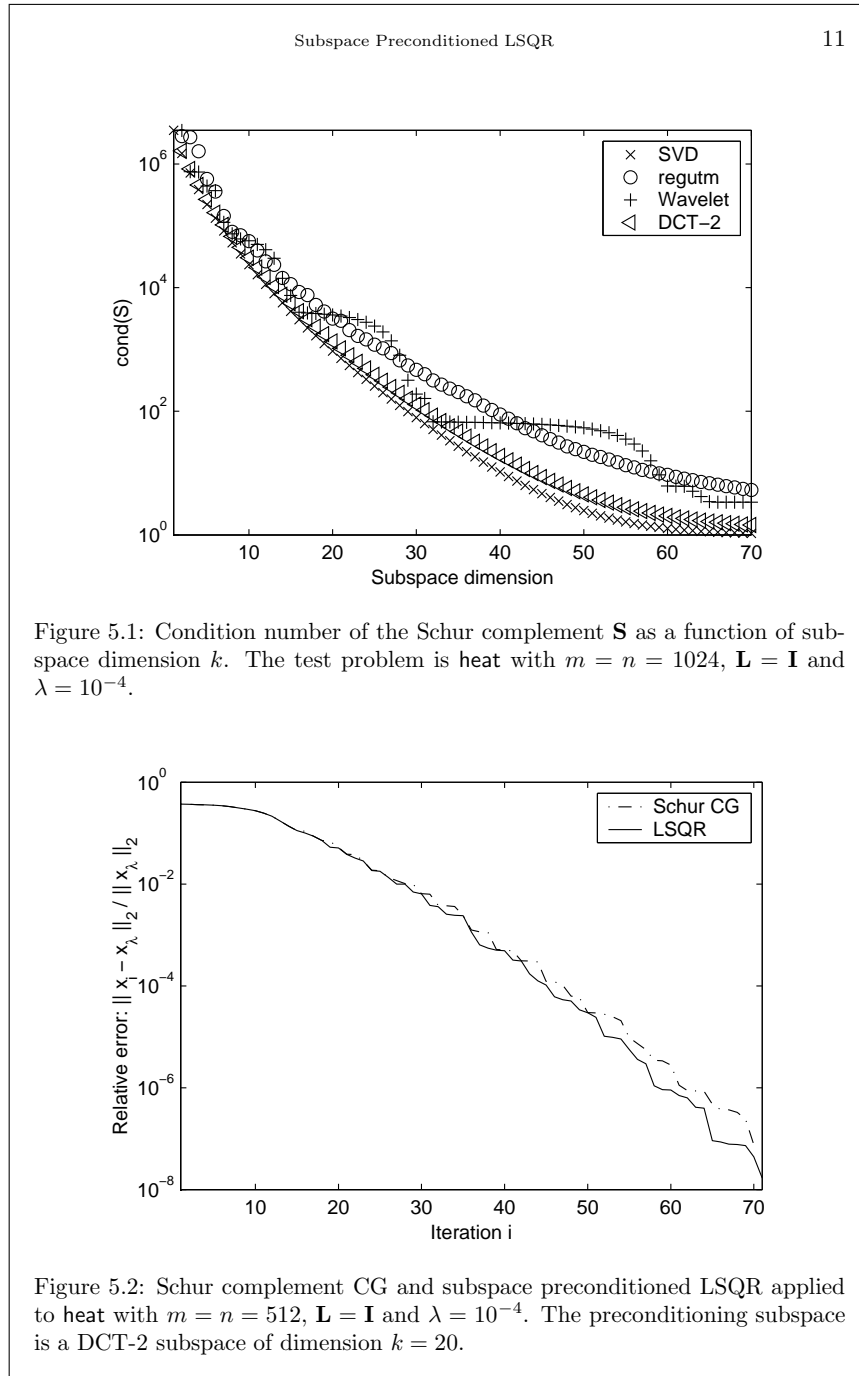 Subspace Preconditioned LSQR 11
10^6
10^4
10^2
10^0
cond(S)
SVD
regutm
Wavelet
DCT−2
10 20 30 40 50 60 70
Subspace dimension
Figure 5.1: Condition number of the Schur complement S as a function of sub-
space dimension k. The test problem is heat with m = n = 1024, L = I and
λ = 10^{-4}.
10^0
10^{-2}
10^{-4}
10^{-6}
10^{-8}
Relative error: || x_i − x_λ ||_2 / || x_λ ||_2
Schur CG
LSQR
10 20 30 40 50 60 70
Iteration i
Figure 5.2: Schur complement CG and subspace preconditioned LSQR applied
to heat with m = n = 512, L = I and λ = 10^{-4}. The preconditioning subspace
is a DCT-2 subspace of dimension k = 20.